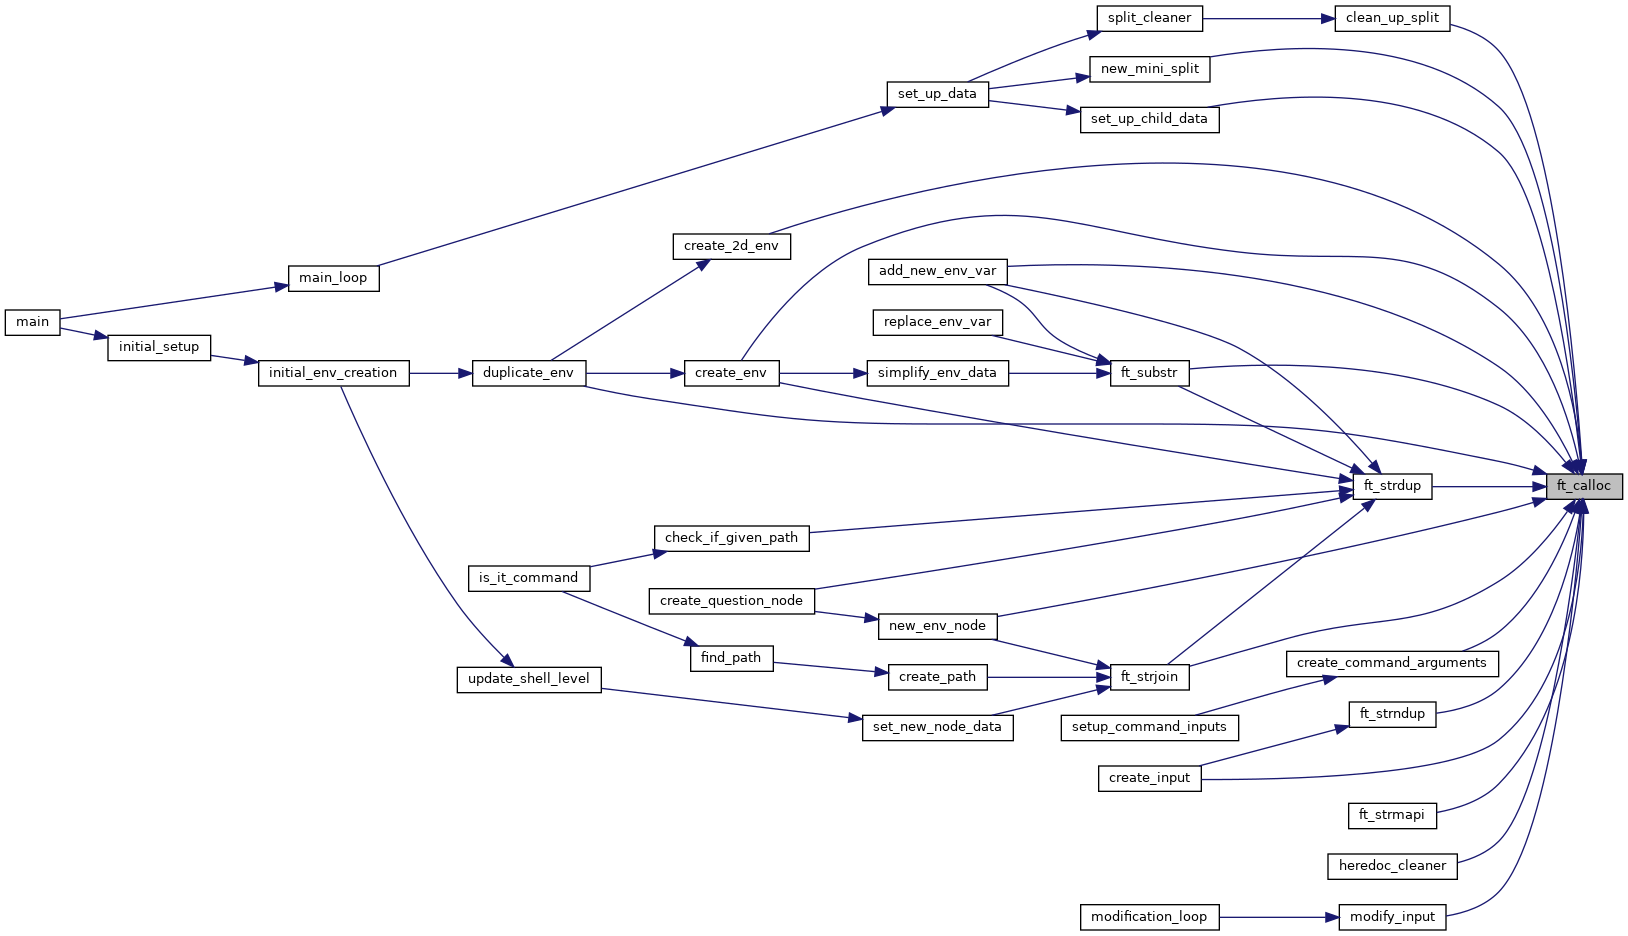 split_cleaner
clean_up_split
new_mini_split
set_up_data
set_up_child_data
create_2d_env
main_loop
add_new_env_var
main
replace_env_var
initial_setup
initial_env_creation
duplicate_env
create_env
simplify_env_data
ft_substr
ft_strdup
ft_calloc
check_if_given_path
is_it_command
create_question_node
new_env_node
find_path
create_command_arguments
update_shell_level
create_path
ft_strjoin
ft_strndup
set_new_node_data
setup_command_inputs
create_input
ft_strmapi
heredoc_cleaner
modification_loop
modify_input